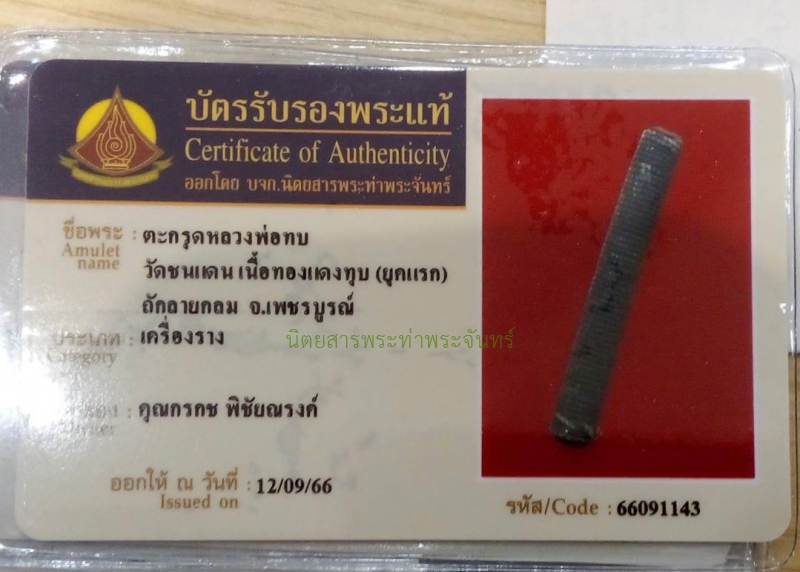 บัตรรับรองพระแท้
Certificate of Authenticity
ออกโดย บจก.นิตยสารพระท่าพระจันทร์
ชื่อพระ : ตะกรุดหลวงพ่อทบ
Amulet name
วัดชนแดน เนื้อทองแดงทุบ (ยุคแรก)
ถักลายกลม จ.เพชรบูรณ์
ประเภท : เครื่องราง
Category
นิตยสารพระท่าพระจันทร์
: คุณกรกช พิชัยณรงค์
ออกให้ ณ วันที่ : 12/09/66
Issued on
รหัส/Code : 66091143